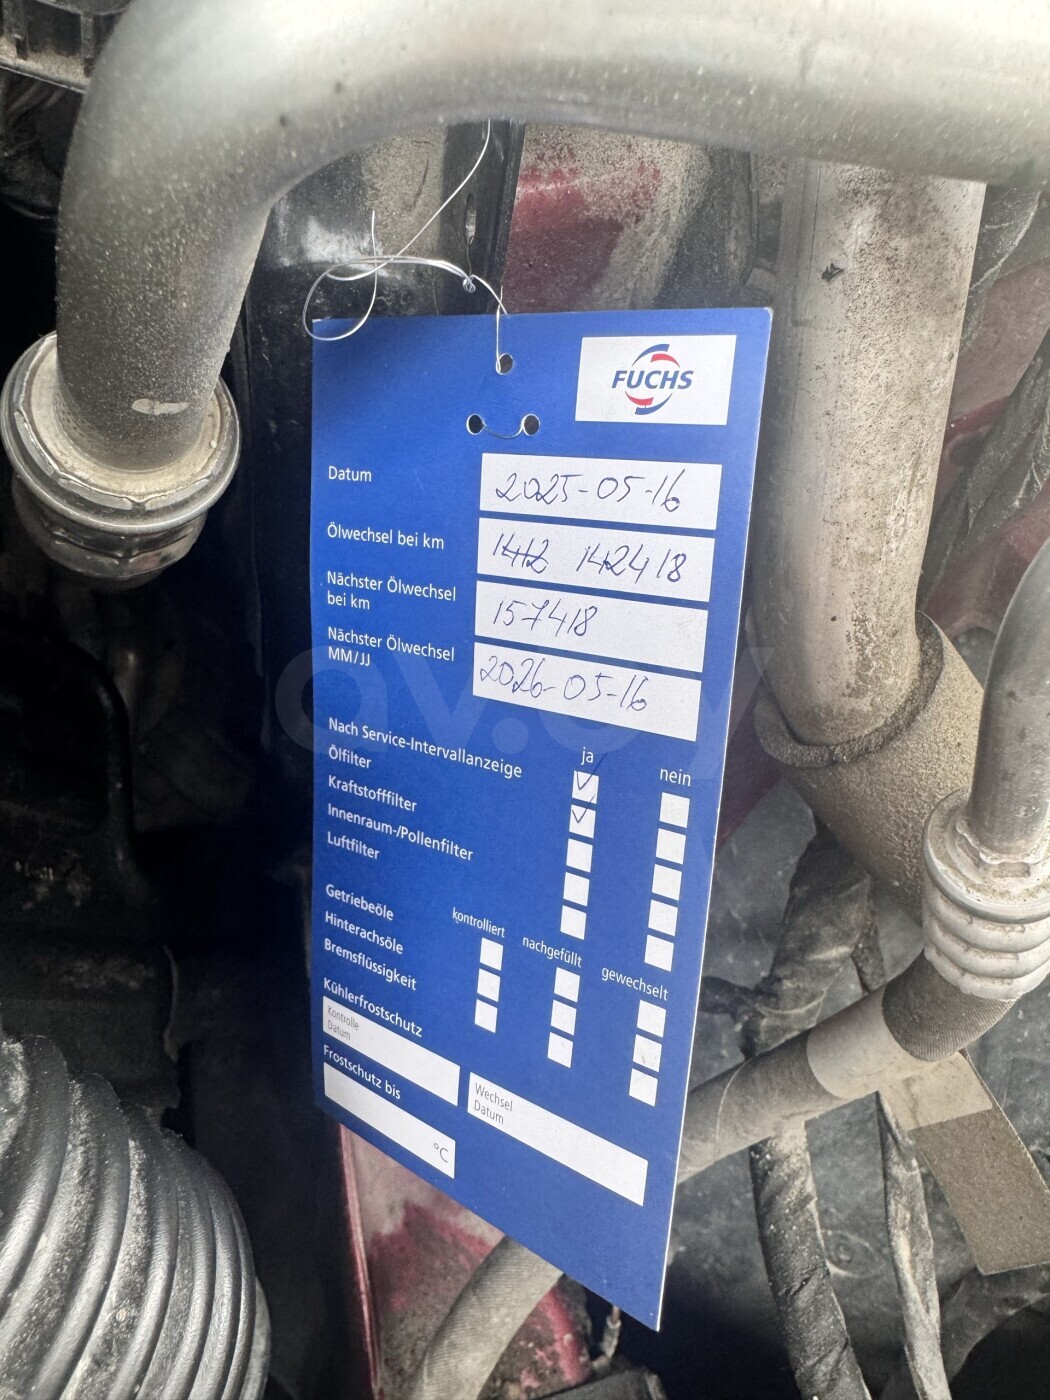 FUCHS
Datum 2025-05-16
Ölwechsel bei km 1412 142418
Nächster Ölwechsel
bei km 157418
Nächster Ölwechsel
MM/JJ 2026-05-16
Nach Service-Intervallanzeige ja nein
Ölfilter
Kraftstofffilter
Innenraum-/Pollenfilter
Luftfilter
kontrolliert nachgefüllt gewechselt
Getriebeöle
Hinterachsöle
Bremsflüssigkeit
Kühlerfrostschutz
Kontrolle
Datum
Wechsel
Datum
Frostschutz bis
°C
av.by